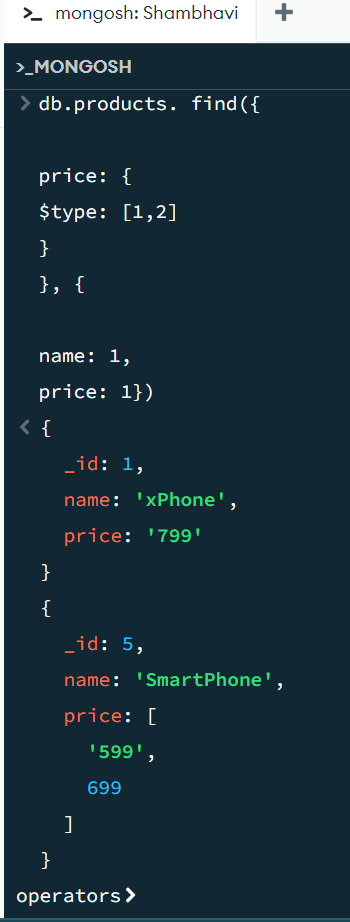 >_ mongosh: Shambhavi +
>_MONGOSH
> db.products. find({
price: {
$type: [1,2]
}
}, {
name: 1,
price: 1})
< {
_id: 1,
name: 'xPhone',
price: '799'
}
{
_id: 5,
name: 'SmartPhone',
price: [
'599',
699
]
}
operators>